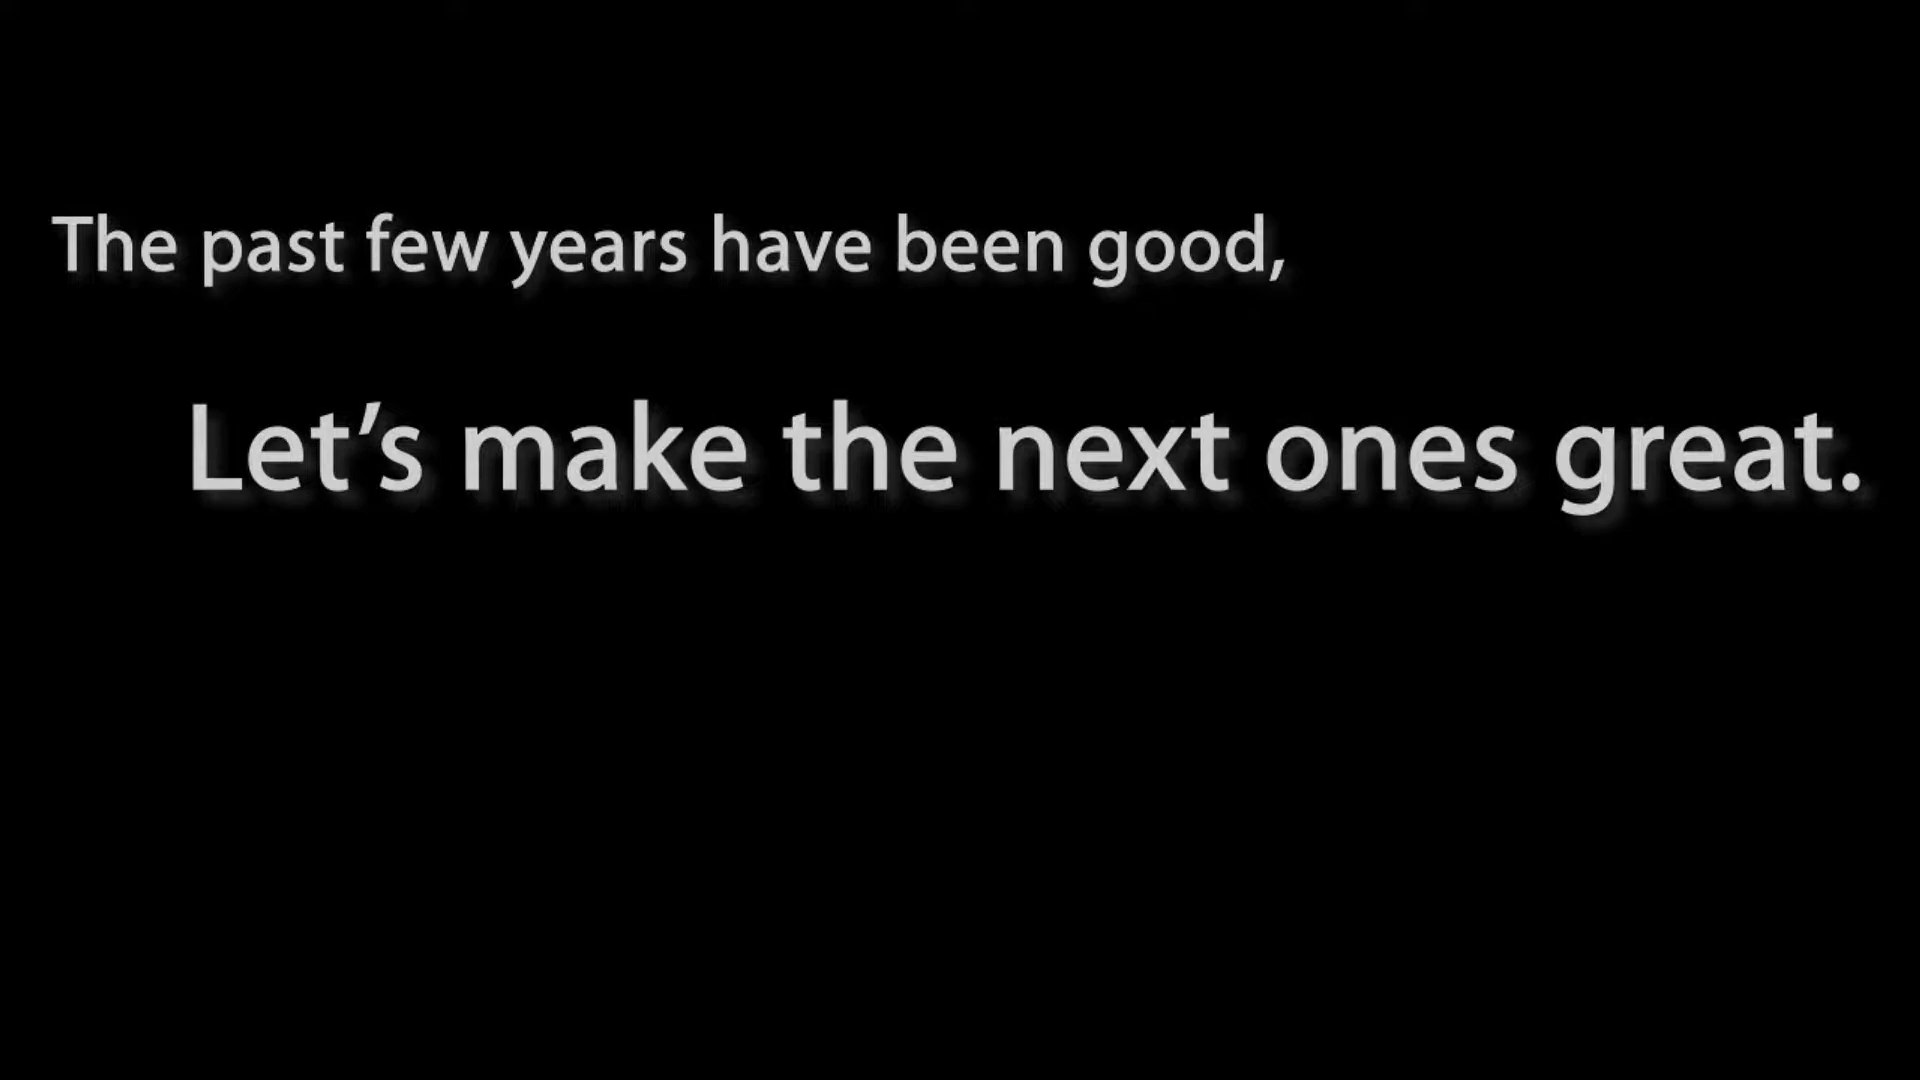 The past few years have been good,
Let’s make the next ones great.